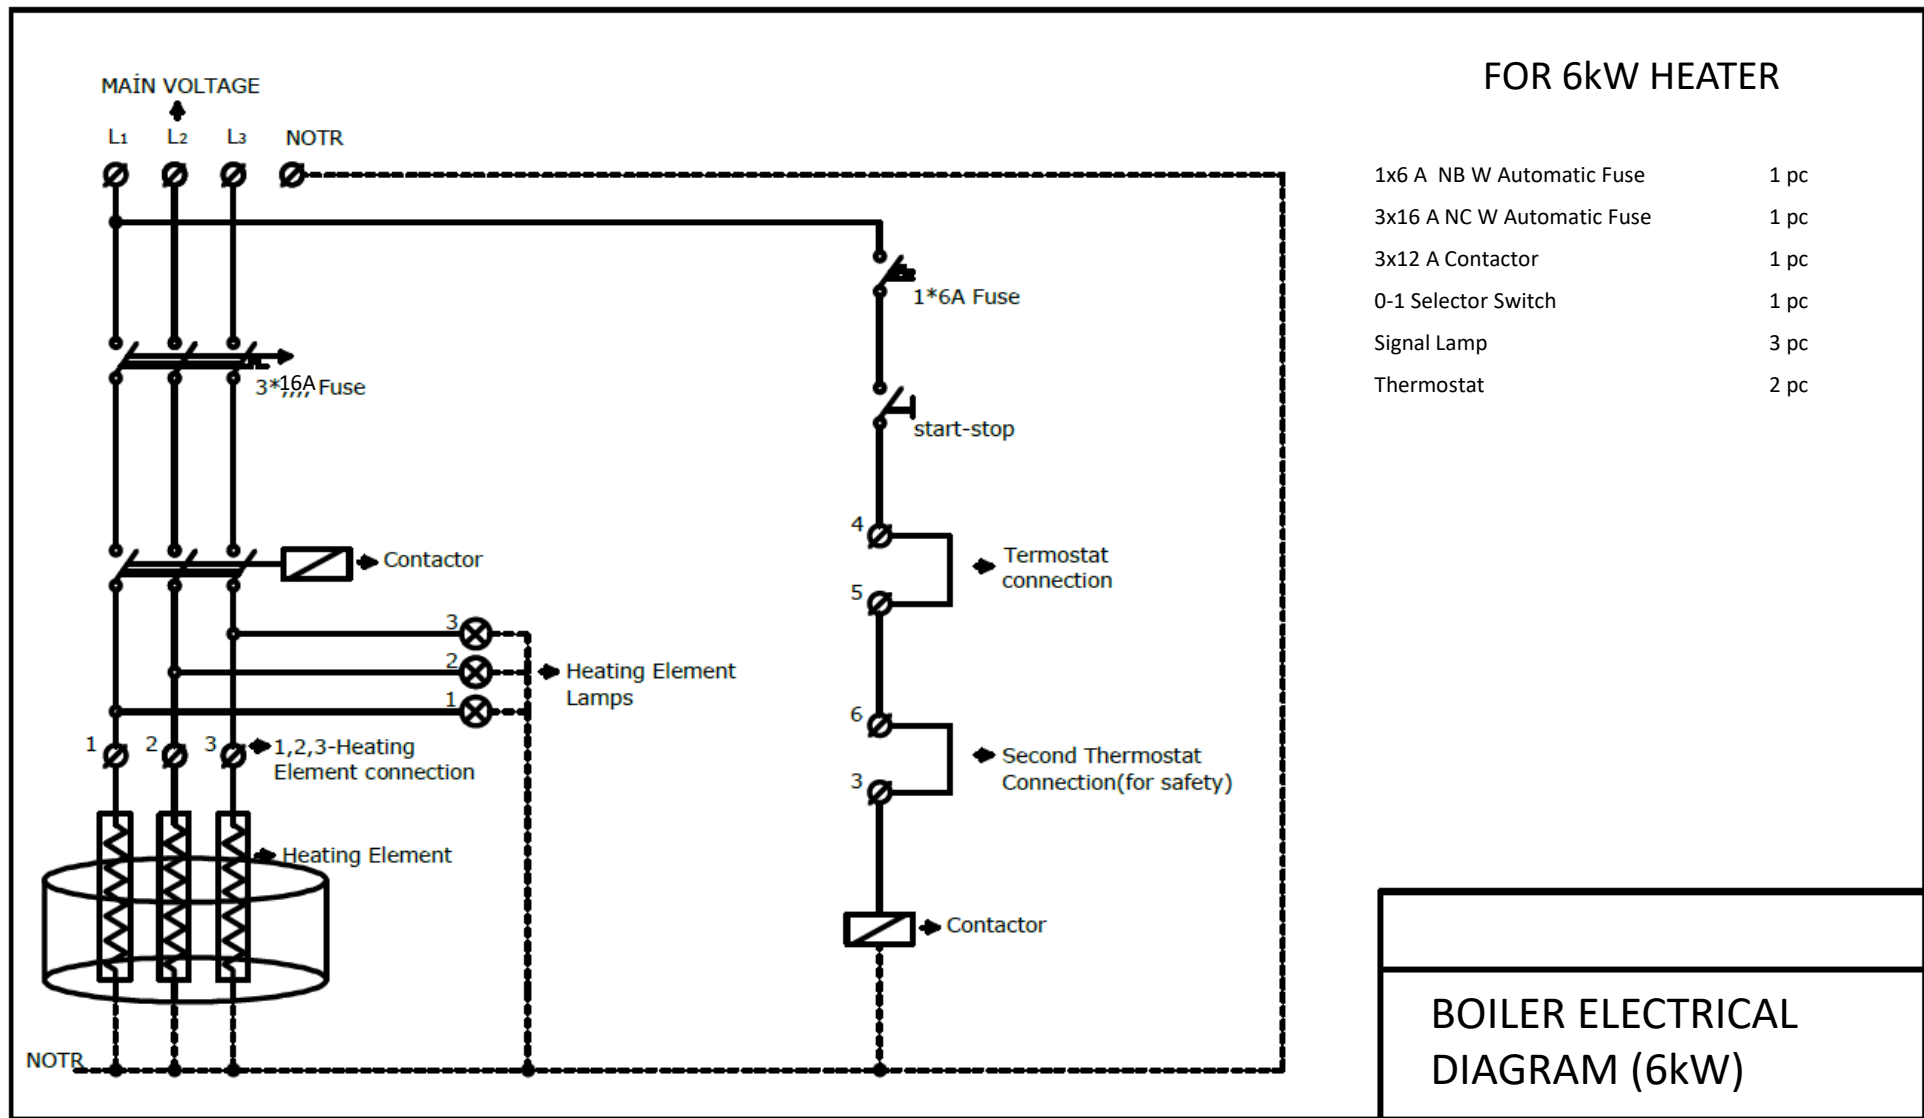 MAİN VOLTAGE
L1 L2 L3 NOTR
FOR 6kW HEATER
1x6 A NB W Automatic Fuse 1 pc
3x16 A NC W Automatic Fuse 1 pc
3x12 A Contactor 1 pc
0-1 Selector Switch 1 pc
Signal Lamp 3 pc
Thermostat 2 pc
1*6A Fuse
3*16A Fuse
start-stop
4
5
Termostat
connection
Contactor
3
2
1
Heating Element
Lamps
6
3
Second Thermostat
Connection(for safety)
1 2 3
1,2,3-Heating
Element connection
Heating Element
Contactor
NOTR
BOILER ELECTRICAL
DIAGRAM (6kW)